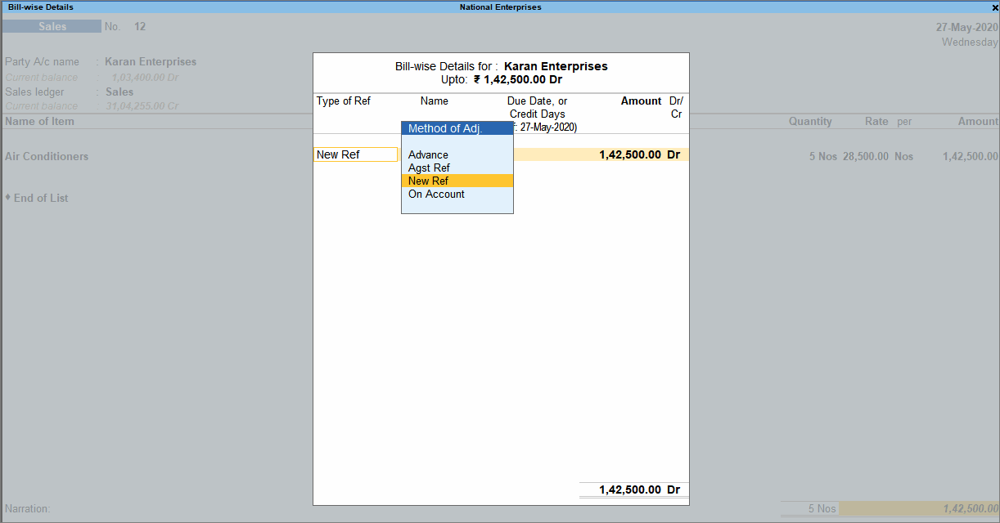 Bill-wise Details National Enterprises ×
Sales No. 12 27-May-2020
Wednesday
Party A/c name : Karan Enterprises
Current balance : 1,03,400.00 Dr
Sales ledger : Sales
Current balance : 31,04,255.00 Cr
Name of Item Quantity Rate per Amount
Air Conditioners 5 Nos 28,500.00 Nos 1,42,500.00
♦ End of List
Bill-wise Details for : Karan Enterprises
Upto: ₹ 1,42,500.00 Dr
Type of Ref Name Due Date, or Amount Dr/
Credit Days Cr
: 27-May-2020)
Method of Adj.
New Ref 1,42,500.00 Dr
Advance
Agst Ref
New Ref
On Account
1,42,500.00 Dr
Narration: 5 Nos 1,42,500.00